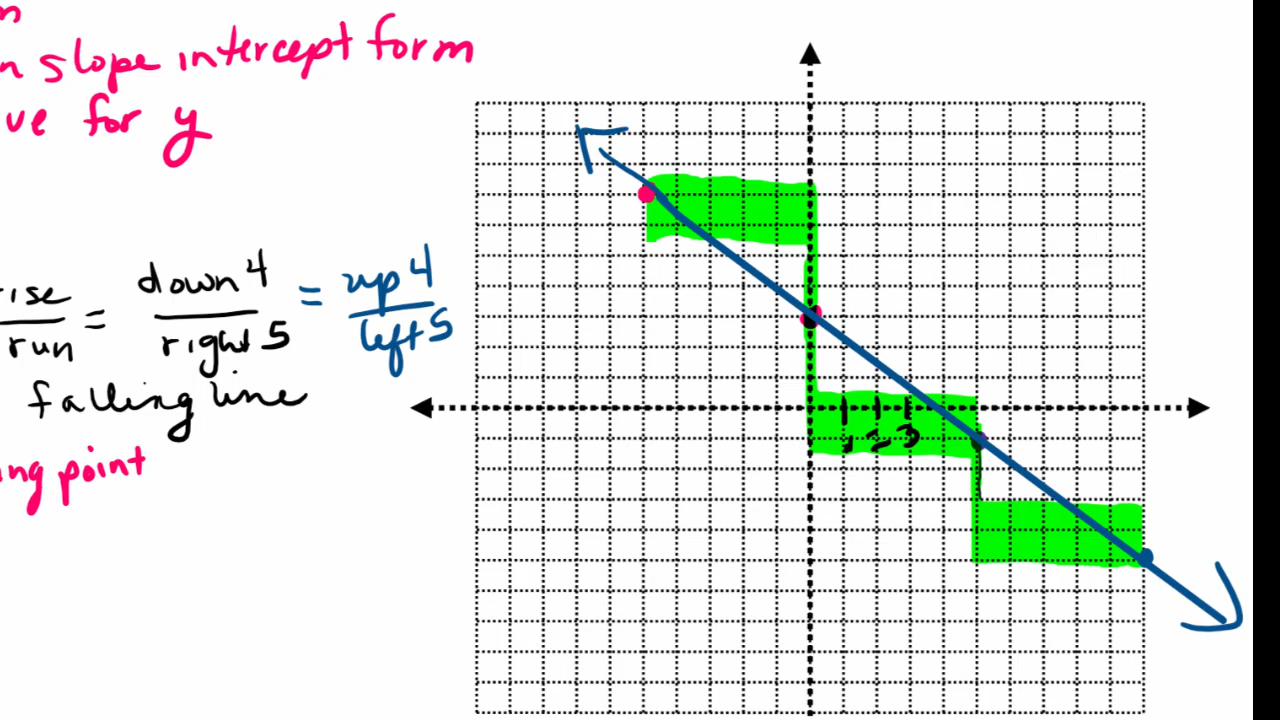 n slope intercept form
ve for y
rise/run = down 4/right 5 = up 4/left 5
falling line
ng point
1 2 3